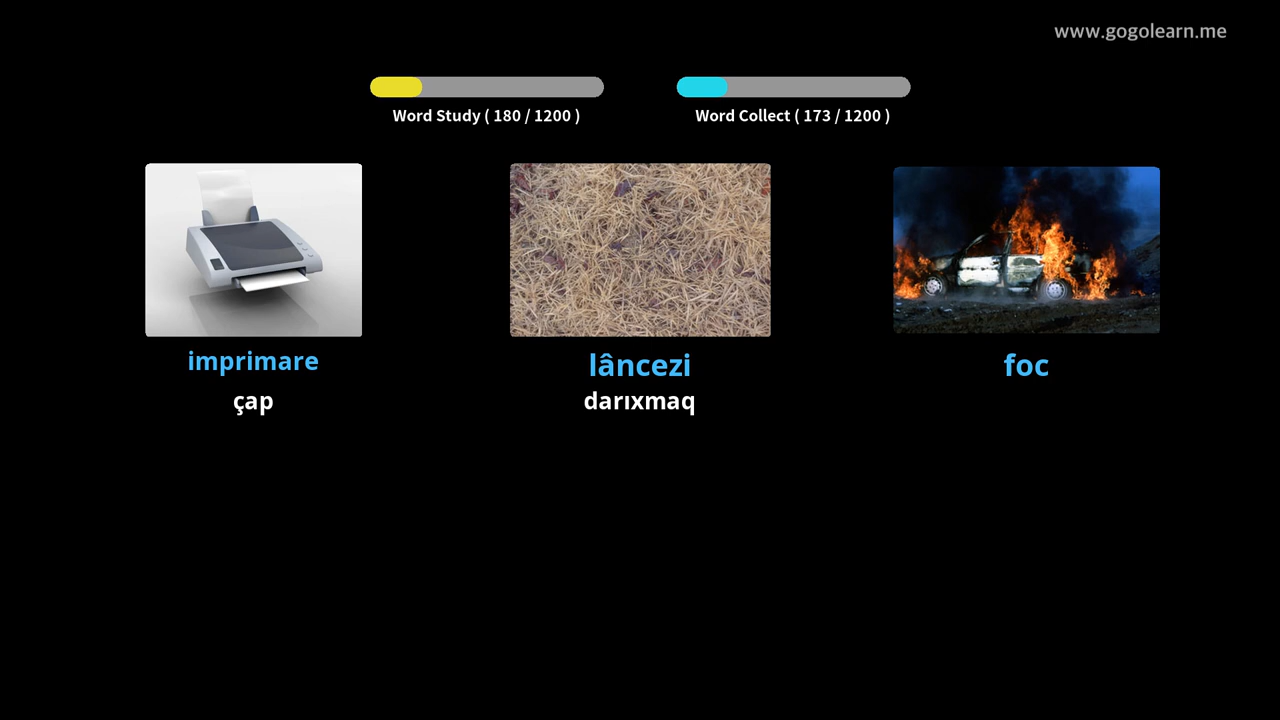 www.gogolearn.me
Word Study ( 180 / 1200 )
Word Collect ( 173 / 1200 )
imprimare
çap
lâncezi
darıxmaq
foc